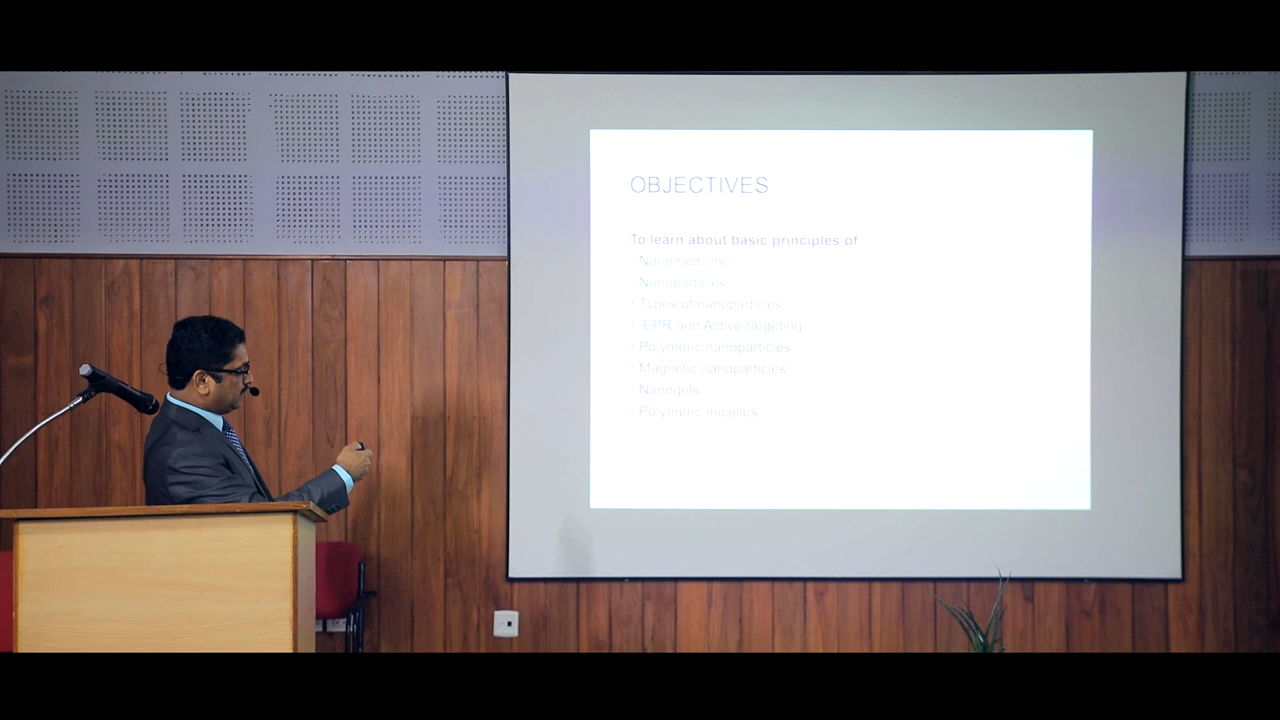 OBJECTIVES
To learn about basic principles of
• Nanomedicine
• Nanoparticles
• Types of nanoparticles
• EPR and Active targeting
• Polymeric nanoparticles
• Magnetic nanoparticles
• Nanogels
• Polymeric micelles